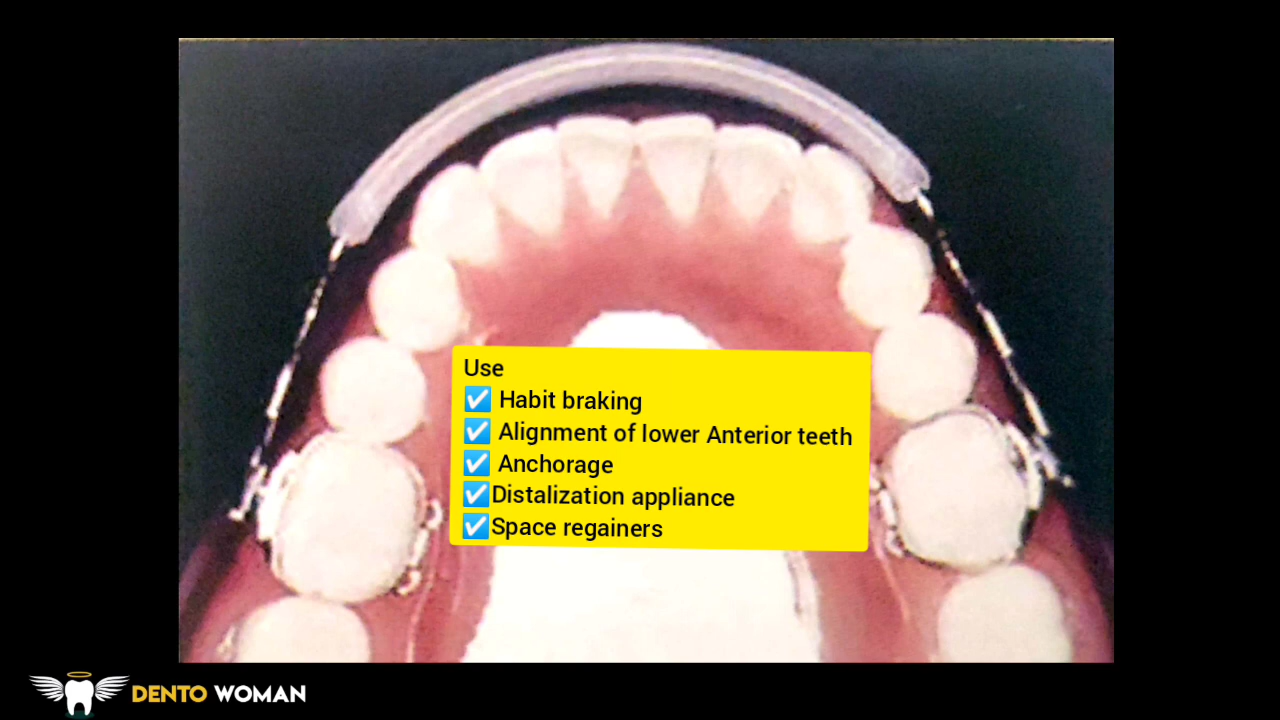 Use
☑ Habit braking
☑ Alignment of lower Anterior teeth
☑ Anchorage
☑Distalization appliance
☑Space regainers
DENTO WOMAN